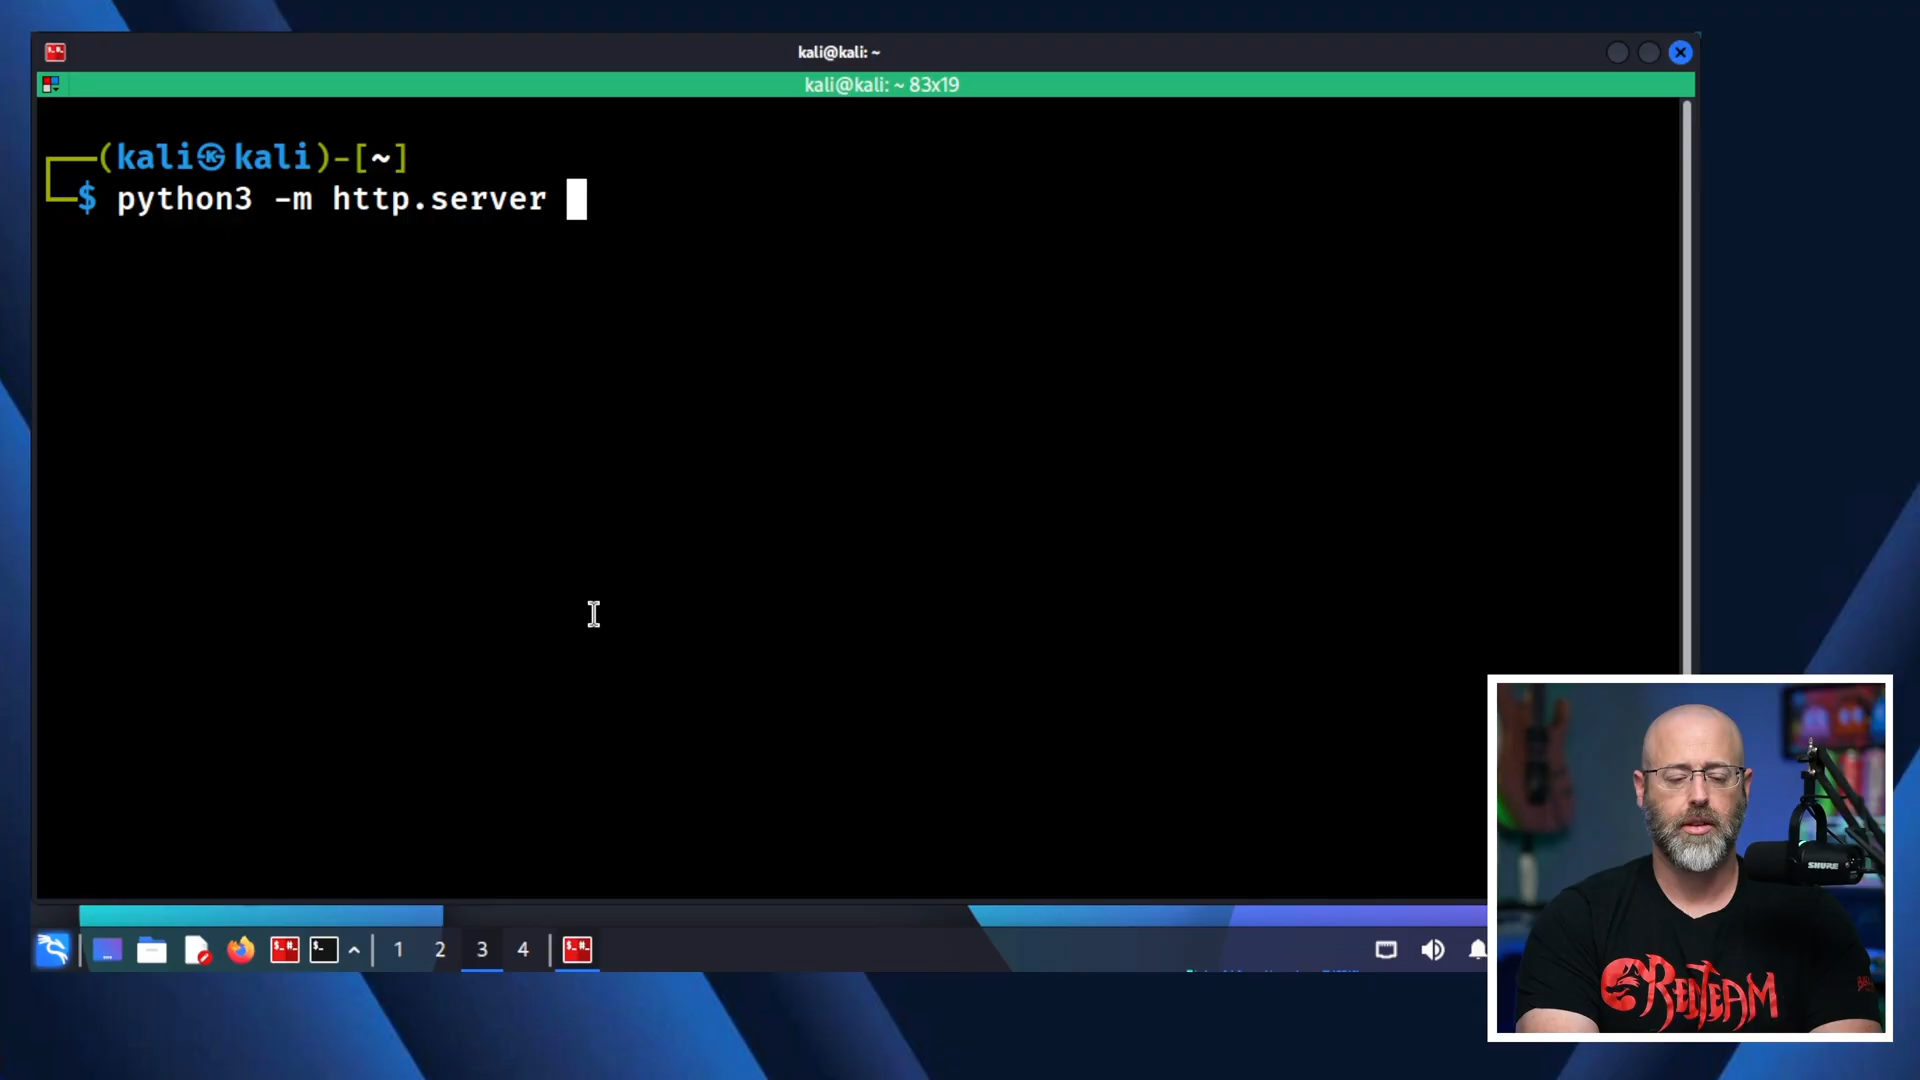 kali@kali: ~
kali@kali: ~ 83x19
(kali㉿kali)-[~]
$ python3 -m http.server
1 2 3 4
SHURE
REDTEAM